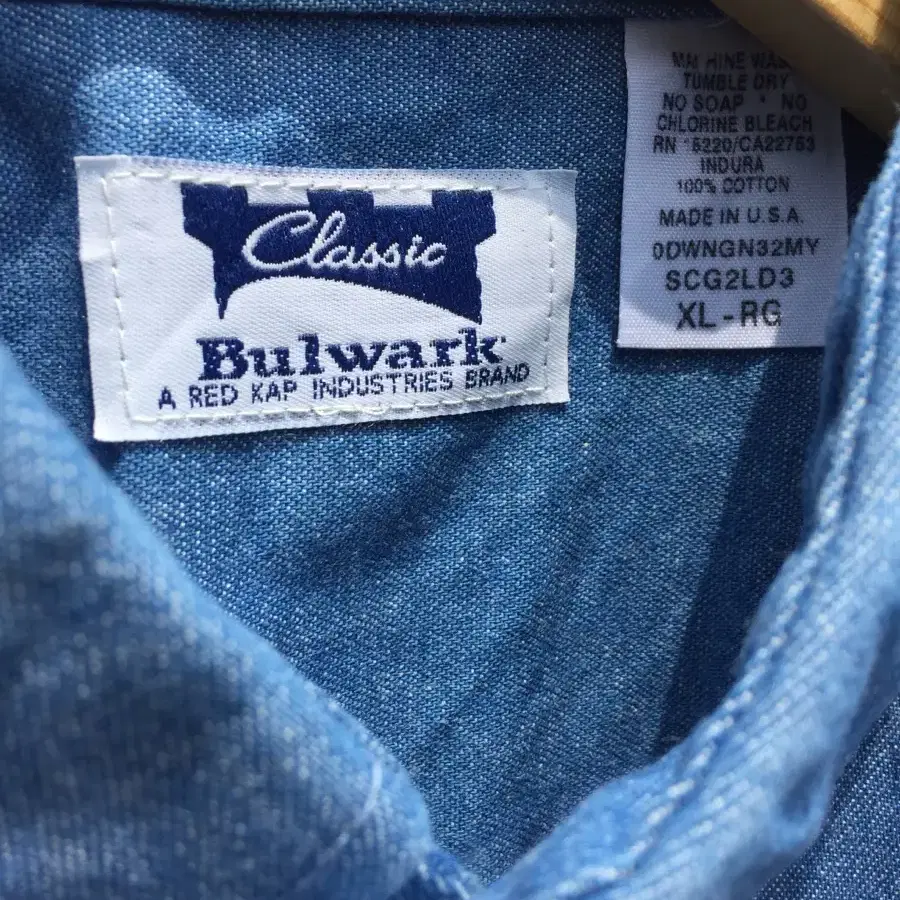 Classic
Bulwark
A RED KAP INDUSTRIES BRAND
TUMBLE DRY
NO SOAP * NO
CHLORINE BLEACH
INDURA
100% COTTON
MADE IN U.S.A.
0DWNGN32MY
SCG2LD3
XL-RG